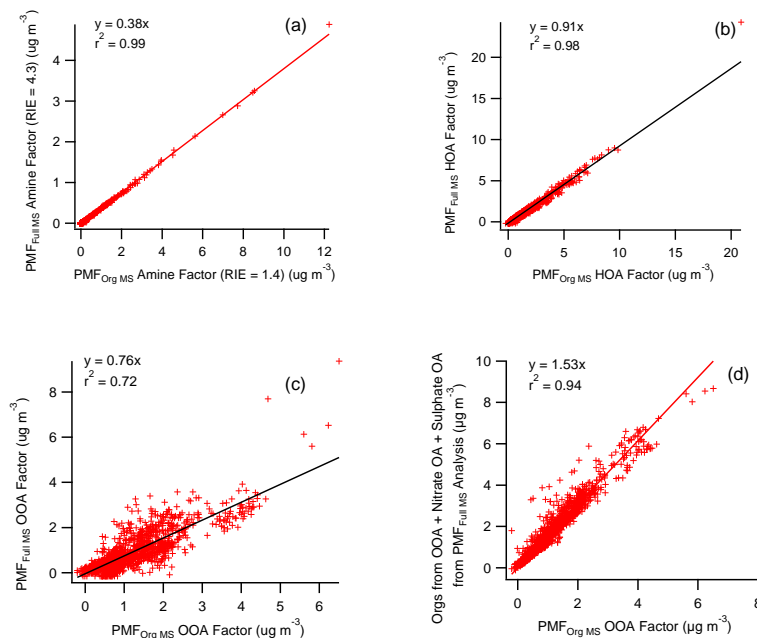 y = 0.38x
r² = 0.99
(a)
4
3
2
1
0
PMF_Full MS Amine Factor (RIE = 4.3) (ug m⁻³)
0 2 4 6 8 10 12
PMF_Org MS Amine Factor (RIE = 1.4) (ug m⁻³)
y = 0.91x
r² = 0.98
(b)
20
15
10
5
0
PMF_Full MS HOA Factor (ug m⁻³)
0 5 10 15 20
PMF_Org MS HOA Factor (ug m⁻³)
y = 0.76x
r² = 0.72
(c)
8
6
4
2
0
PMF_Full MS OOA Factor (ug m⁻³)
0 1 2 3 4 5 6
PMF_Org MS OOA Factor (ug m⁻³)
y = 1.53x
r² = 0.94
(d)
10
8
6
4
2
0
Orgs from OOA + Nitrate OA + Sulphate OA
from PMF_Full MS Analysis (µg m⁻³)
0 2 4 6 8
PMF_Org MS OOA Factor (µg m⁻³)